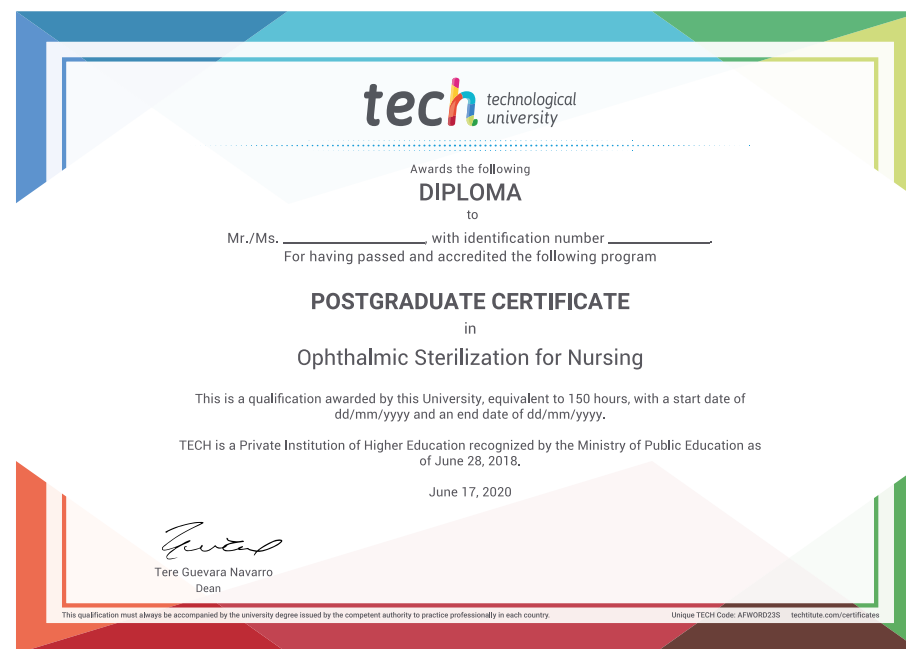 tech technological
university
Awards the following
DIPLOMA
to
Mr./Ms. ____________________, with identification number ______________.
For having passed and accredited the following program
POSTGRADUATE CERTIFICATE
in
Ophthalmic Sterilization for Nursing
This is a qualification awarded by this University, equivalent to 150 hours, with a start date of
dd/mm/yyyy and an end date of dd/mm/yyyy.
TECH is a Private Institution of Higher Education recognized by the Ministry of Public Education as
of June 28, 2018.
June 17, 2020
Tere Guevara Navarro
Dean
This qualification must always be accompanied by the university degree issued by the competent authority to practice professionally in each country. Unique TECH Code: AFWORD23S techtitute.com/certificates